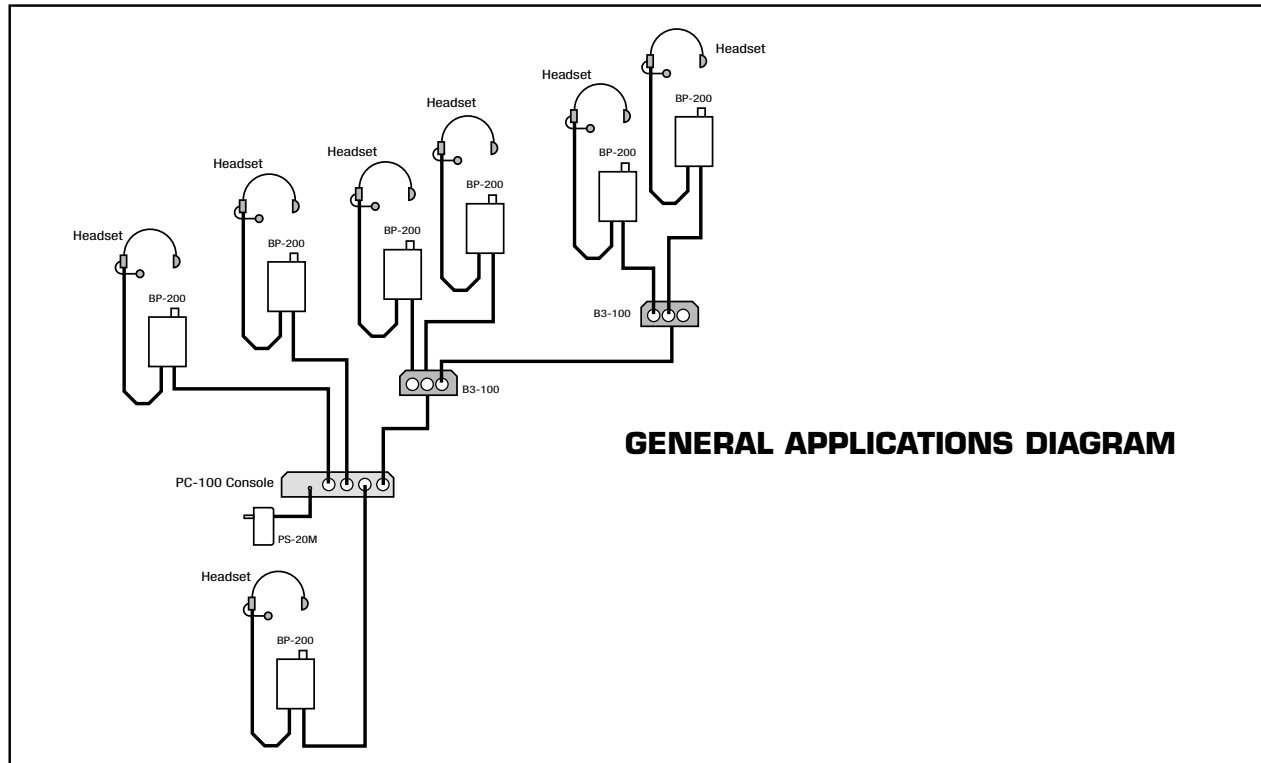 Headset
BP-200
Headset
BP-200
Headset
BP-200
Headset
BP-200
Headset
BP-200
Headset
BP-200
B3-100
B3-100
GENERAL APPLICATIONS DIAGRAM
PC-100 Console
PS-20M
Headset
BP-200